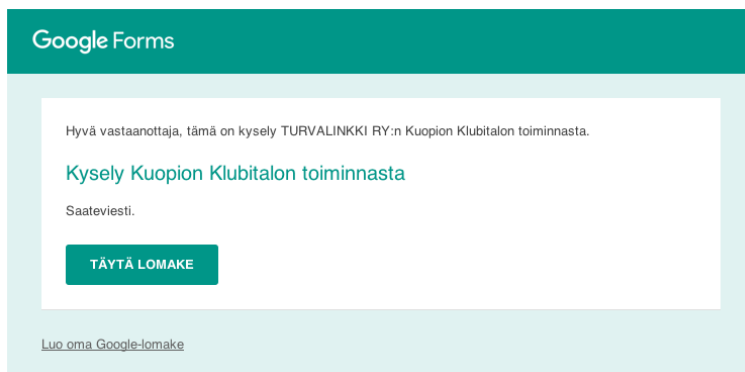 Google Forms
Hyvä vastaanottaja, tämä on kysely TURVALINKKI RY:n Kuopion Klubitalon toiminnasta.
Kysely Kuopion Klubitalon toiminnasta
Saateviesti.
TÄYTÄ LOMAKE
Luo oma Google-lomake